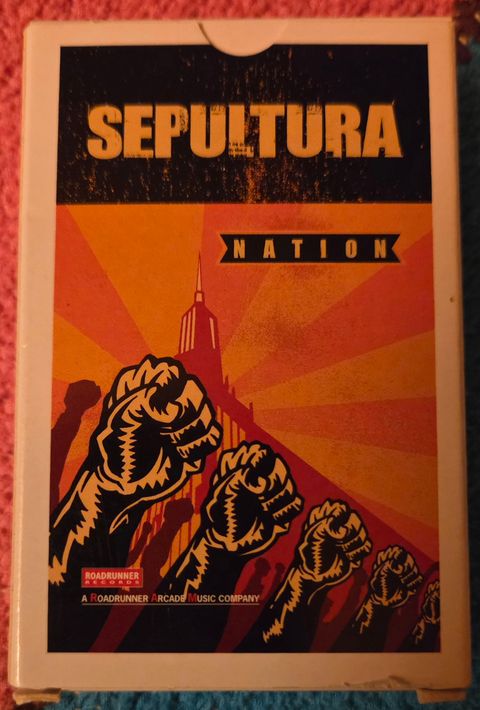 SEPULTURA
NATION
ROADRUNNER
RECORDS
A ROADRUNNER ARCADE MUSIC COMPANY